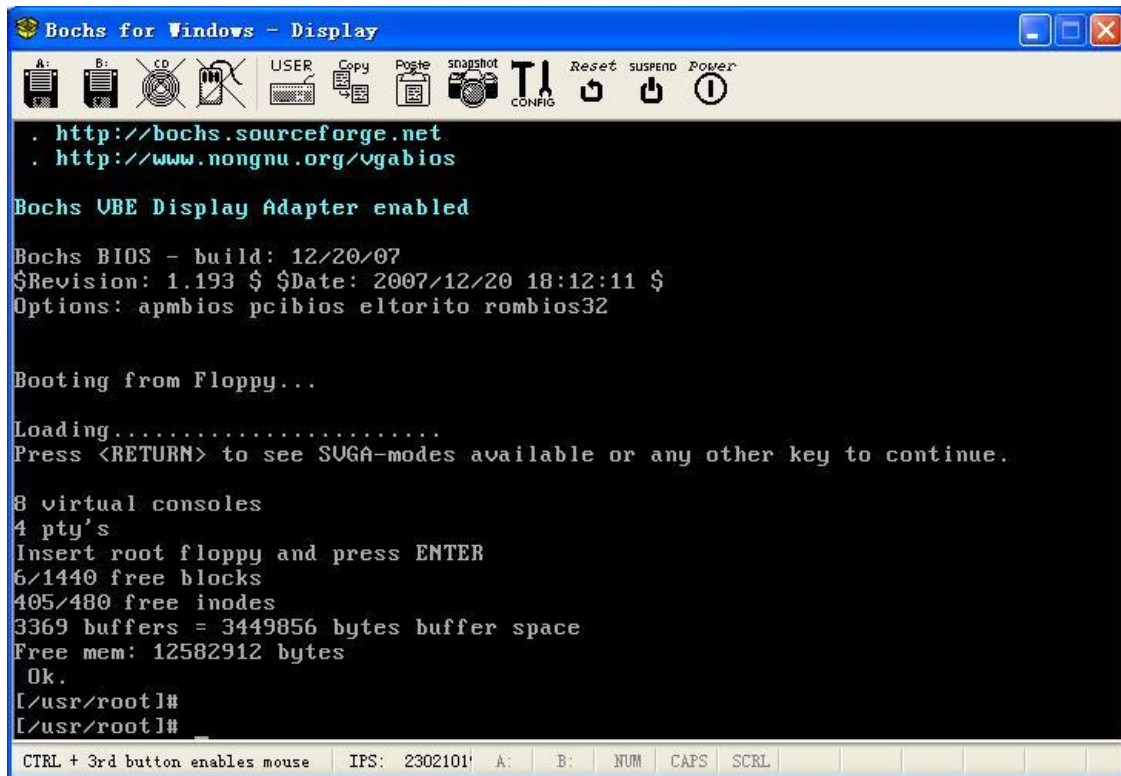 Bochs for Windows - Display
A: B: CD USER Copy Poste snapshot CONFIG Reset SUSPEND Power
. http://bochs.sourceforge.net
. http://www.nongnu.org/vgabios
Bochs VBE Display Adapter enabled
Bochs BIOS - build: 12/20/07
$Revision: 1.193 $ $Date: 2007/12/20 18:12:11 $
Options: apmbios pcibios eltorito rombios32
Booting from Floppy...
Loading........................
Press <RETURN> to see SVGA-modes available or any other key to continue.
8 virtual consoles
4 pty's
Insert root floppy and press ENTER
6/1440 free blocks
405/480 free inodes
3369 buffers = 3449856 bytes buffer space
Free mem: 12582912 bytes
Ok.
[/usr/root]#
[/usr/root]# _
CTRL + 3rd button enables mouse IPS: 2302101 A: B: NUM CAPS SCRL